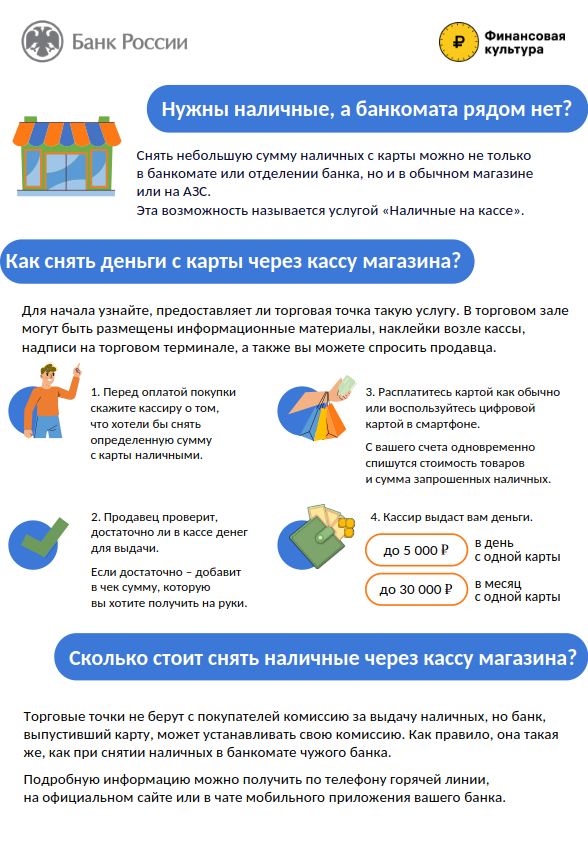 Банк России
Финансовая
культура
Нужны наличные, а банкомата рядом нет?
Снять небольшую сумму наличных с карты можно не только
в банкомате или отделении банка, но и в обычном магазине
или на АЗС.
Эта возможность называется услугой «Наличные на кассе».
Как снять деньги с карты через кассу магазина?
Для начала узнайте, предоставляет ли торговая точка такую услугу. В торговом зале
могут быть размещены информационные материалы, наклейки возле кассы,
надписи на торговом терминале, а также вы можете спросить продавца.
1. Перед оплатой покупки
скажите кассиру о том,
что хотели бы снять
определенную сумму
с карты наличными.
2. Продавец проверит,
достаточно ли в кассе денег
для выдачи.
Если достаточно – добавит
в чек сумму, которую
вы хотите получить на руки.
3. Расплатитесь картой как обычно
или воспользуйтесь цифровой
картой в смартфоне.
С вашего счета одновременно
спишутся стоимость товаров
и сумма запрошенных наличных.
4. Кассир выдаст вам деньги.
до 5 000 ₽ в день
с одной карты
до 30 000 ₽ в месяц
с одной карты
Сколько стоит снять наличные через кассу магазина?
Торговые точки не берут с покупателей комиссию за выдачу наличных, но банк,
выпустивший карту, может устанавливать свою комиссию. Как правило, она такая
же, как при снятии наличных в банкомате чужого банка.
Подробную информацию можно получить по телефону горячей линии,
на официальном сайте или в чате мобильного приложения вашего банка.